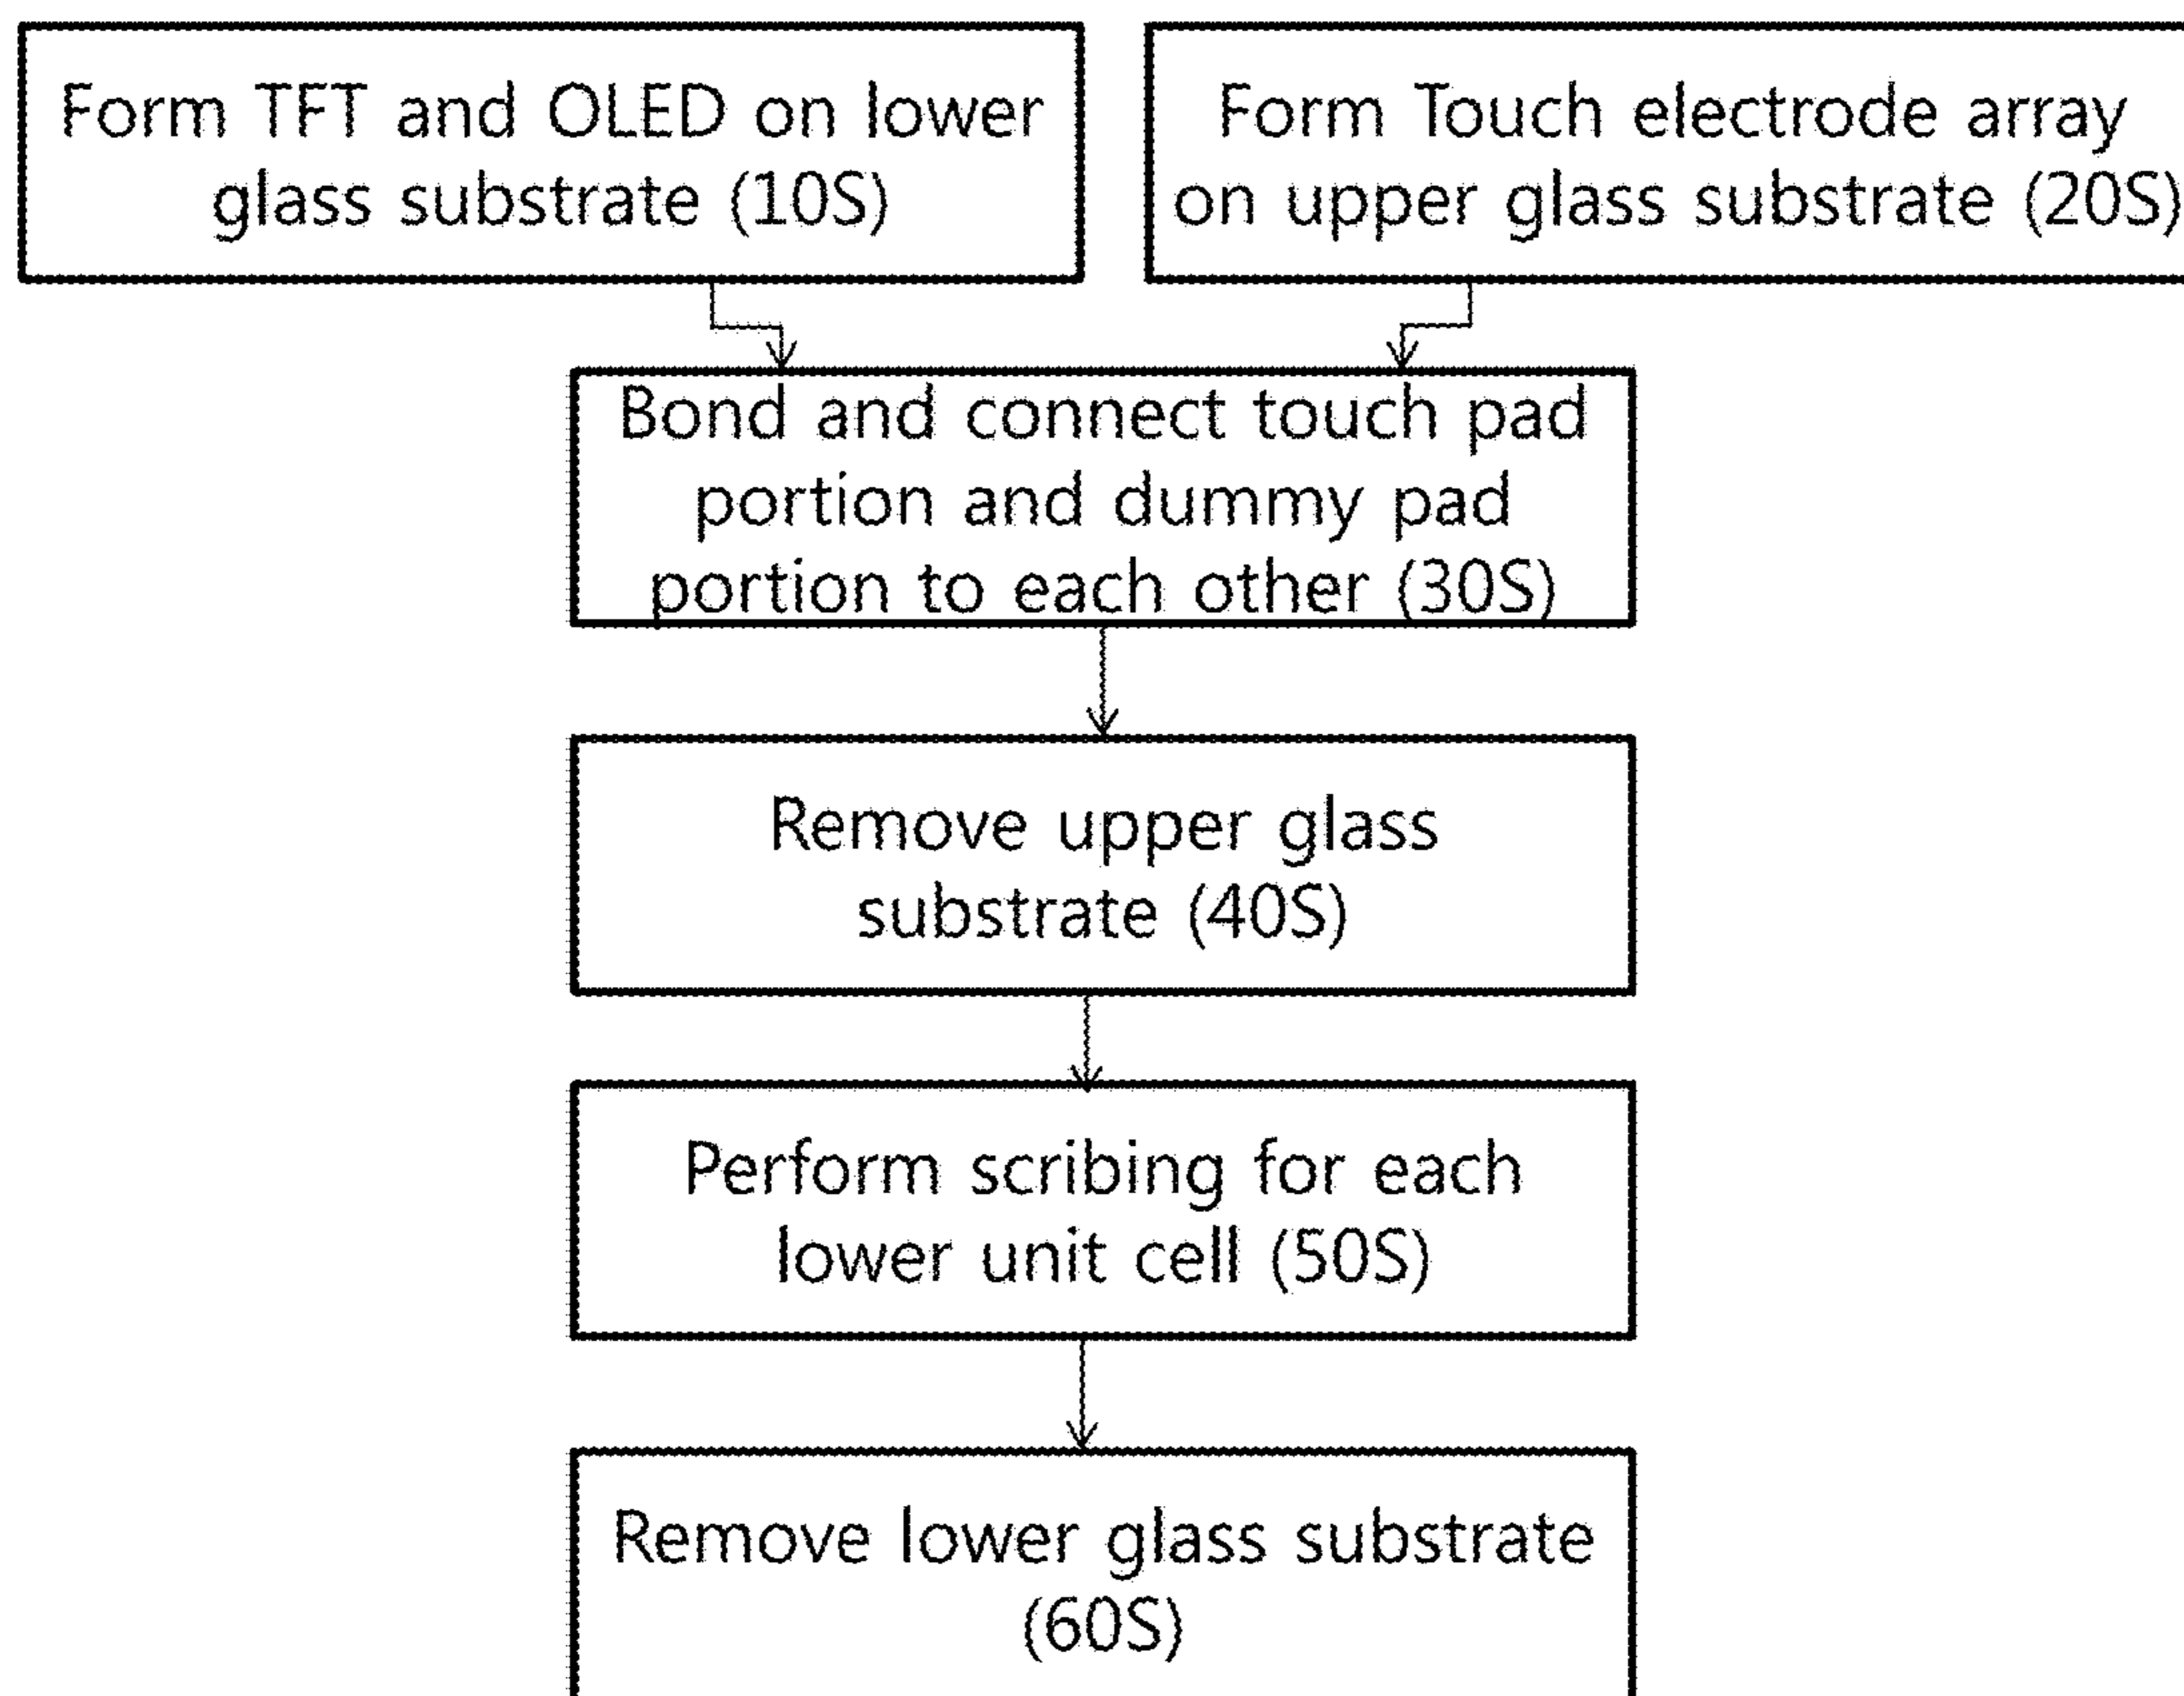 Form TFT and OLED on lower
glass substrate (10S)
Form Touch electrode array
on upper glass substrate (20S)
Bond and connect touch pad
portion and dummy pad
portion to each other (30S)
Remove upper glass
substrate (40S)
Perform scribing for each
lower unit cell (50S)
Remove lower glass substrate
(60S)